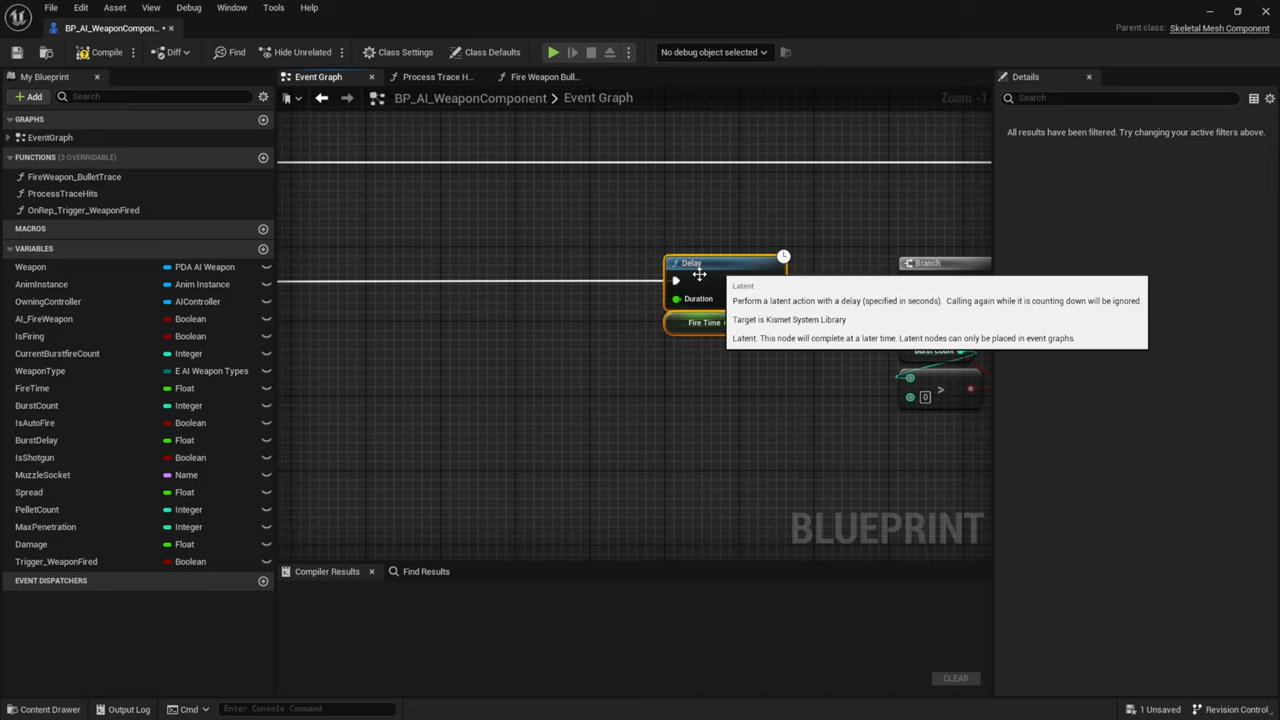 File Edit Asset View Debug Window Tools Help
BP_AI_WeaponCompon...
Parent class: Skeletal Mesh Component
Compile Diff Find Hide Unrelated Class Settings Class Defaults No debug object selected
My Blueprint
Event Graph Process Trace H... Fire Weapon Bull...
Details
Add Search
BP_AI_WeaponComponent > Event Graph Zoom -1
Search
GRAPHS
EventGraph
All results have been filtered. Try changing your active filters above.
FUNCTIONS (3 OVERRIDABLE)
FireWeapon_BulletTrace
ProcessTraceHits
OnRep_Trigger_WeaponFired
MACROS
VARIABLES
Weapon PDA AI Weapon
AnimInstance Anim Instance
OwningController AIController
AI_FireWeapon Boolean
IsFiring Boolean
CurrentBurstfireCount Integer
WeaponType E AI Weapon Types
FireTime Float
BurstCount Integer
IsAutoFire Boolean
BurstDelay Float
IsShotgun Boolean
MuzzleSocket Name
Spread Float
PelletCount Integer
MaxPenetration Integer
Damage Float
Trigger_WeaponFired Boolean
EVENT DISPATCHERS
Delay
Duration
Fire Time
Branch
Latent
Perform a latent action with a delay (specified in seconds). Calling again while it is counting down will be ignored.
Target is Kismet System Library
Latent. This node will complete at a later time. Latent nodes can only be placed in event graphs.
Burst Count
0 >
BLUEPRINT
Compiler Results Find Results
CLEAR
Content Drawer Output Log Cmd Enter Console Command 1 Unsaved Revision Control